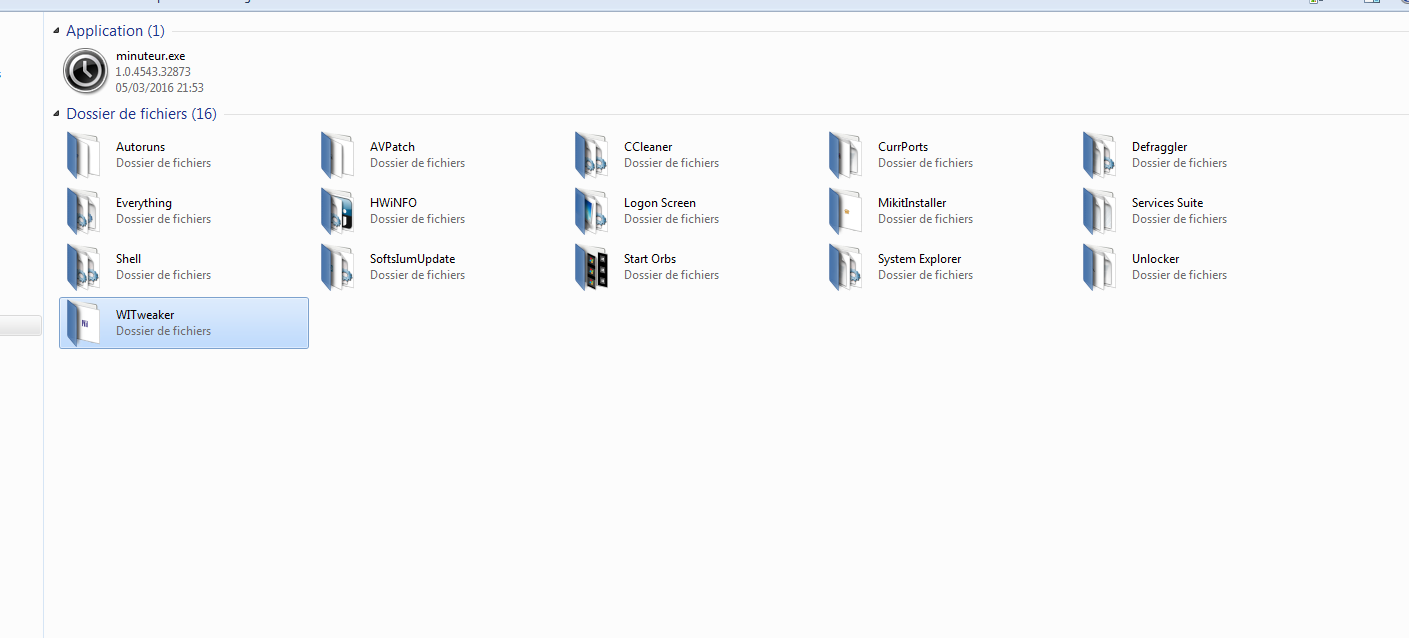 Application (1)
minuteur.exe
1.0.4543.32873
05/03/2016 21:53
Dossier de fichiers (16)
Autoruns
Dossier de fichiers
AVPatch
Dossier de fichiers
CCleaner
Dossier de fichiers
CurrPorts
Dossier de fichiers
Defraggler
Dossier de fichiers
Everything
Dossier de fichiers
HWiNFO
Dossier de fichiers
Logon Screen
Dossier de fichiers
MikitInstaller
Dossier de fichiers
Services Suite
Dossier de fichiers
Shell
Dossier de fichiers
SoftsIumUpdate
Dossier de fichiers
Start Orbs
Dossier de fichiers
System Explorer
Dossier de fichiers
Unlocker
Dossier de fichiers
WITweaker
Dossier de fichiers